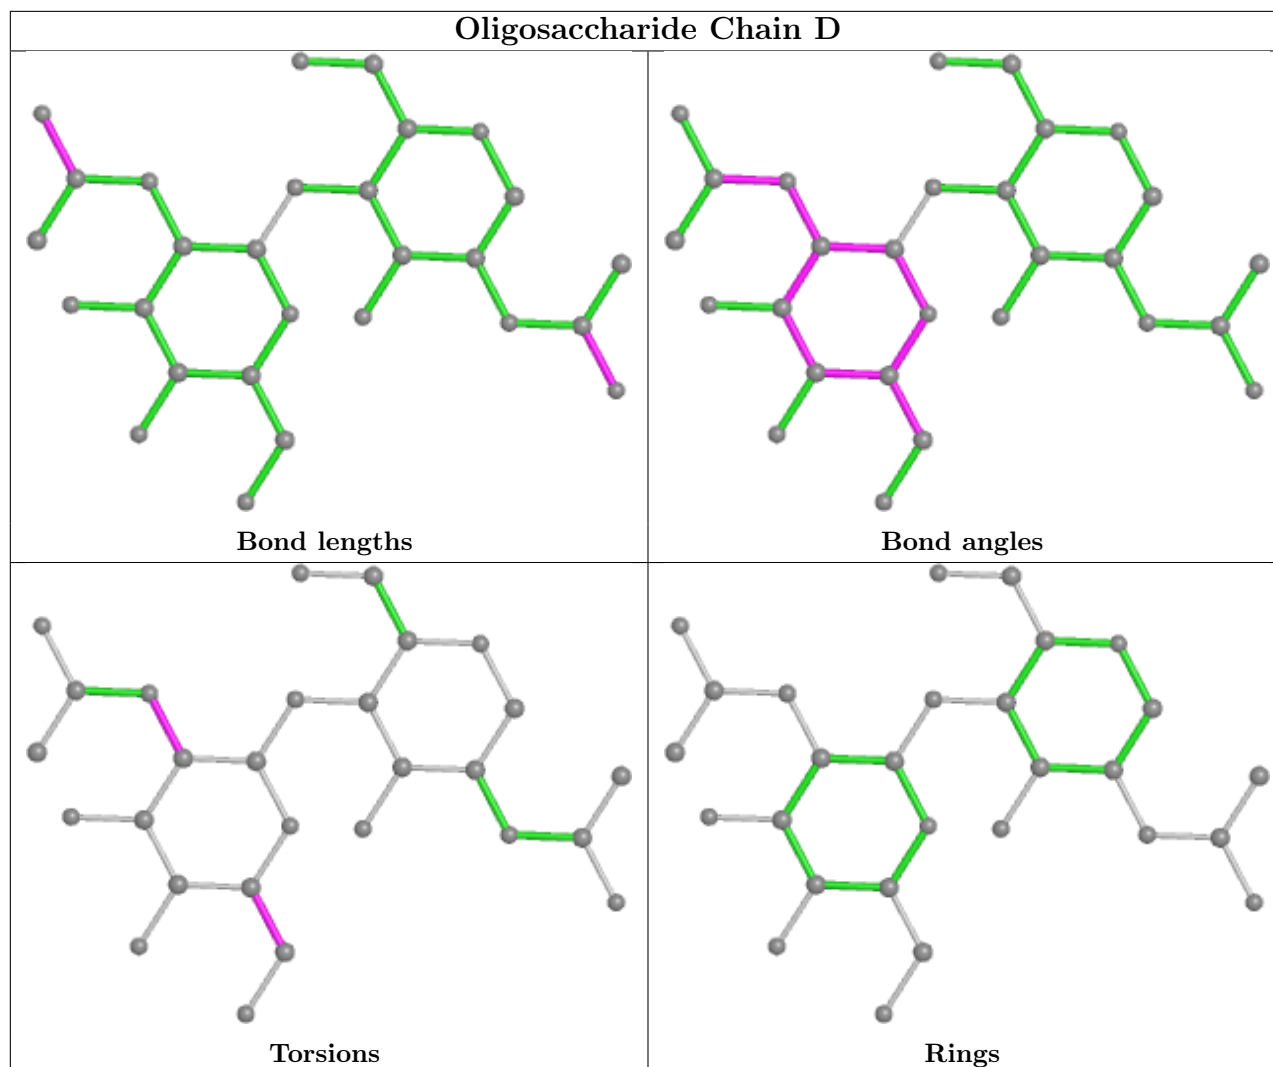 Oligosaccharide Chain D
Bond lengths
Bond angles
Torsions
Rings